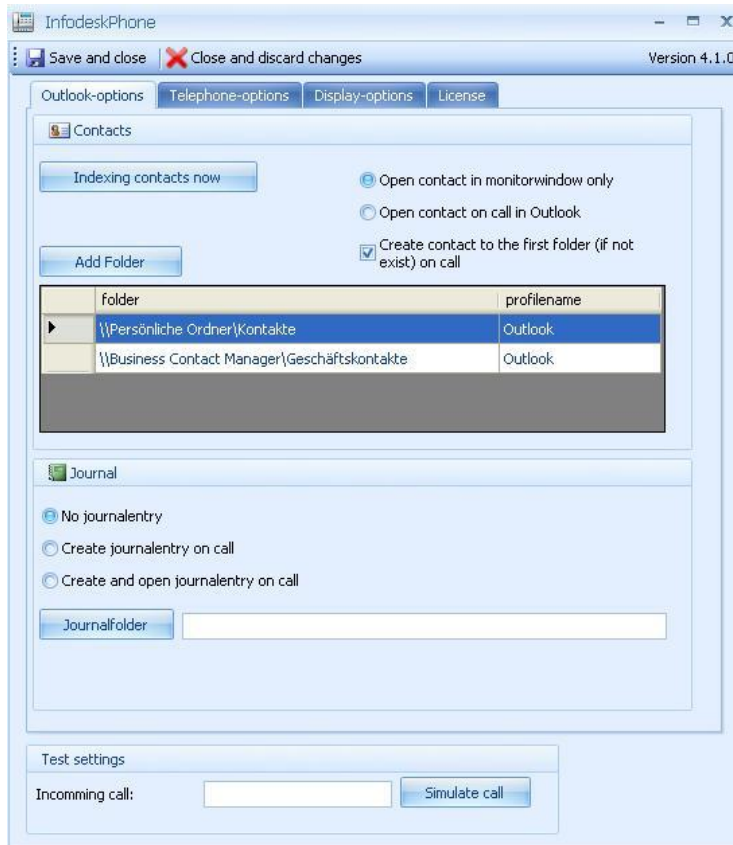 InfodeskPhone
Save and close
Close and discard changes
Version 4.1.0
Outlook-options
Telephone-options
Display-options
License
Contacts
Indexing contacts now
Open contact in monitorwindow only
Open contact on call in Outlook
Create contact to the first folder (if not
exist) on call
Add Folder
folder
profilename
\\Persönliche Ordner\Kontakte
Outlook
\\Business Contact Manager\Geschäftskontakte
Outlook
Journal
No journalentry
Create journalentry on call
Create and open journalentry on call
Journalfolder
Test settings
Incomming call:
Simulate call